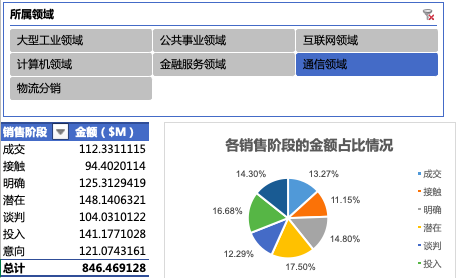 所属领域
大型工业领域 公共事业领域 互联网领域
计算机领域 金融服务领域 通信领域
物流分销
销售阶段 金额（$M）
成交 112.3311115
接触 94.4020114
明确 125.3129419
潜在 148.1406321
谈判 104.0310122
投入 141.1771028
意向 121.0743161
总计 846.469128
各销售阶段的金额占比情况
14.30% 13.27%
16.68% 11.15%
12.29% 14.80%
17.50%
成交
接触
明确
潜在
谈判
投入